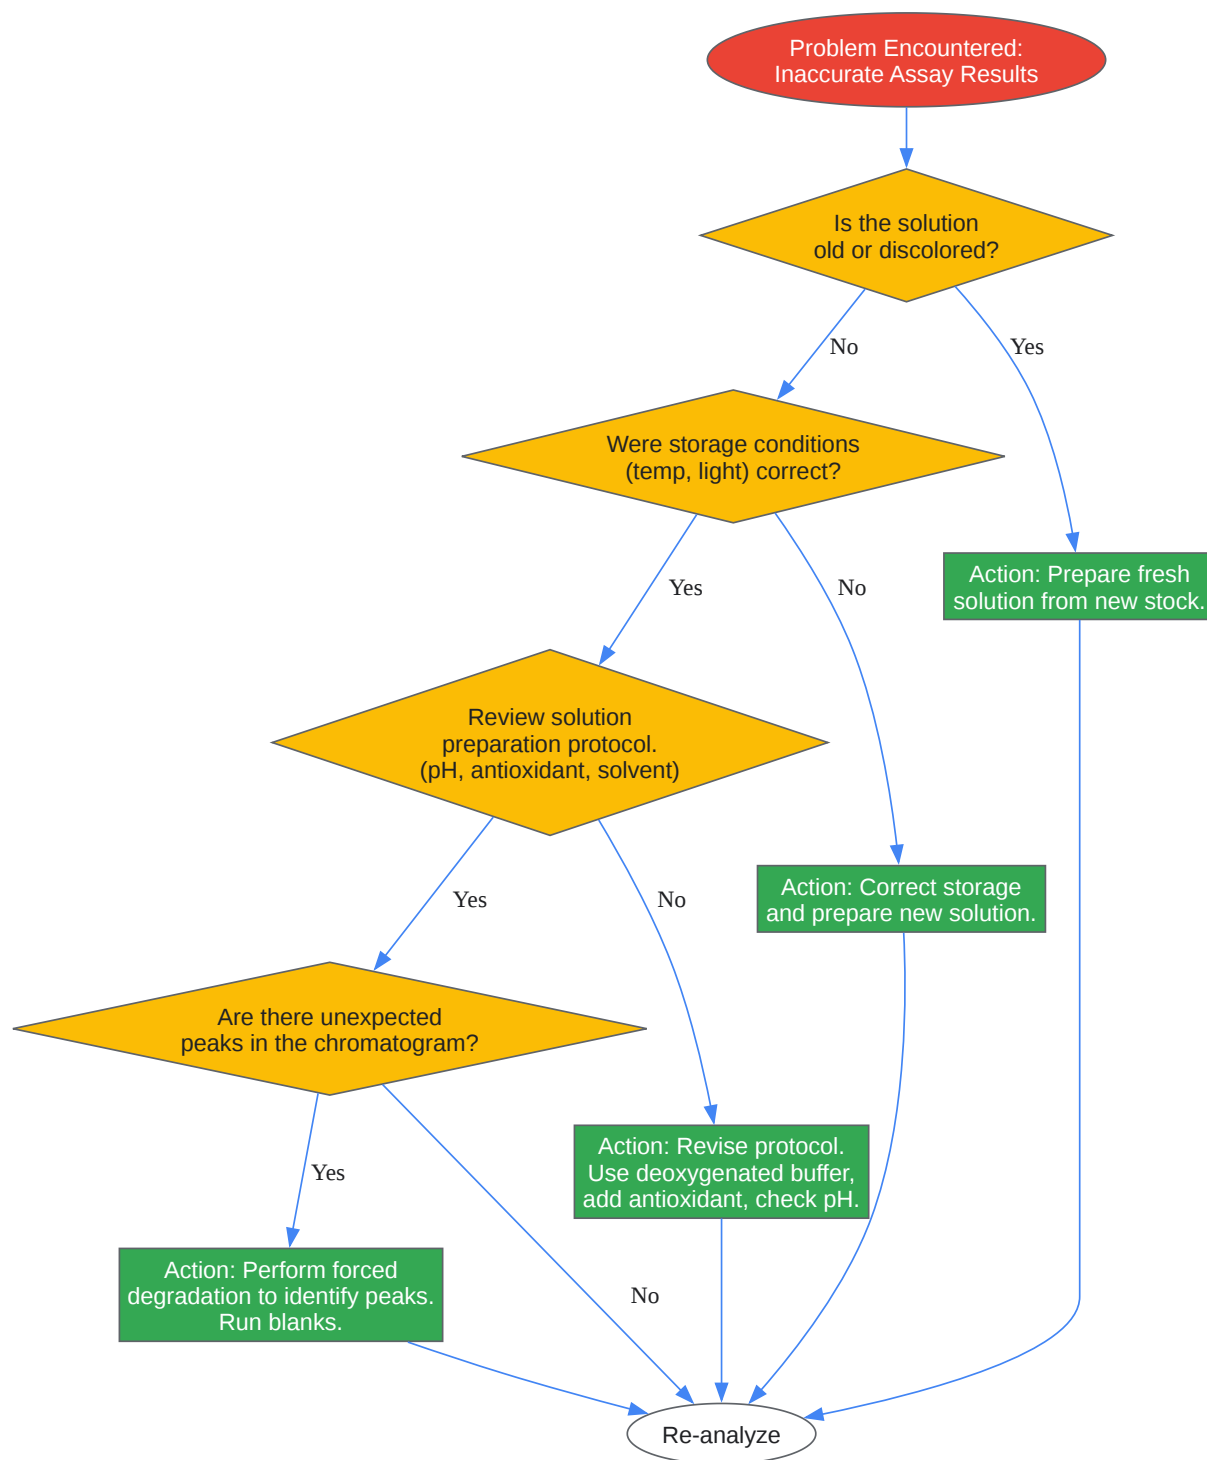 Problem Encountered:
Inaccurate Assay Results
Is the solution
old or discolored?
No
Yes
Were storage conditions
(temp, light) correct?
Action: Prepare fresh
solution from new stock.
Yes
No
Review solution
preparation protocol.
(pH, antioxidant, solvent)
Action: Correct storage
and prepare new solution.
Yes
No
Are there unexpected
peaks in the chromatogram?
Action: Revise protocol.
Use deoxygenated buffer,
add antioxidant, check pH.
Yes
Action: Perform forced
degradation to identify peaks.
Run blanks.
No
Re-analyze